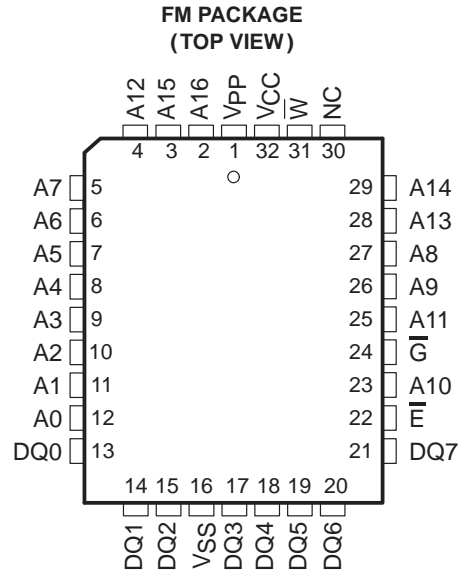 FM PACKAGE
(TOP VIEW)
A12 A15 A16 VPP VCC W̅ NC
4 3 2 1 32 31 30
A7 5 29 A14
A6 6 28 A13
A5 7 27 A8
A4 8 26 A9
A3 9 25 A11
A2 10 24 G̅
A1 11 23 A10
A0 12 22 E̅
DQ0 13 21 DQ7
14 15 16 17 18 19 20
DQ1 DQ2 VSS DQ3 DQ4 DQ5 DQ6